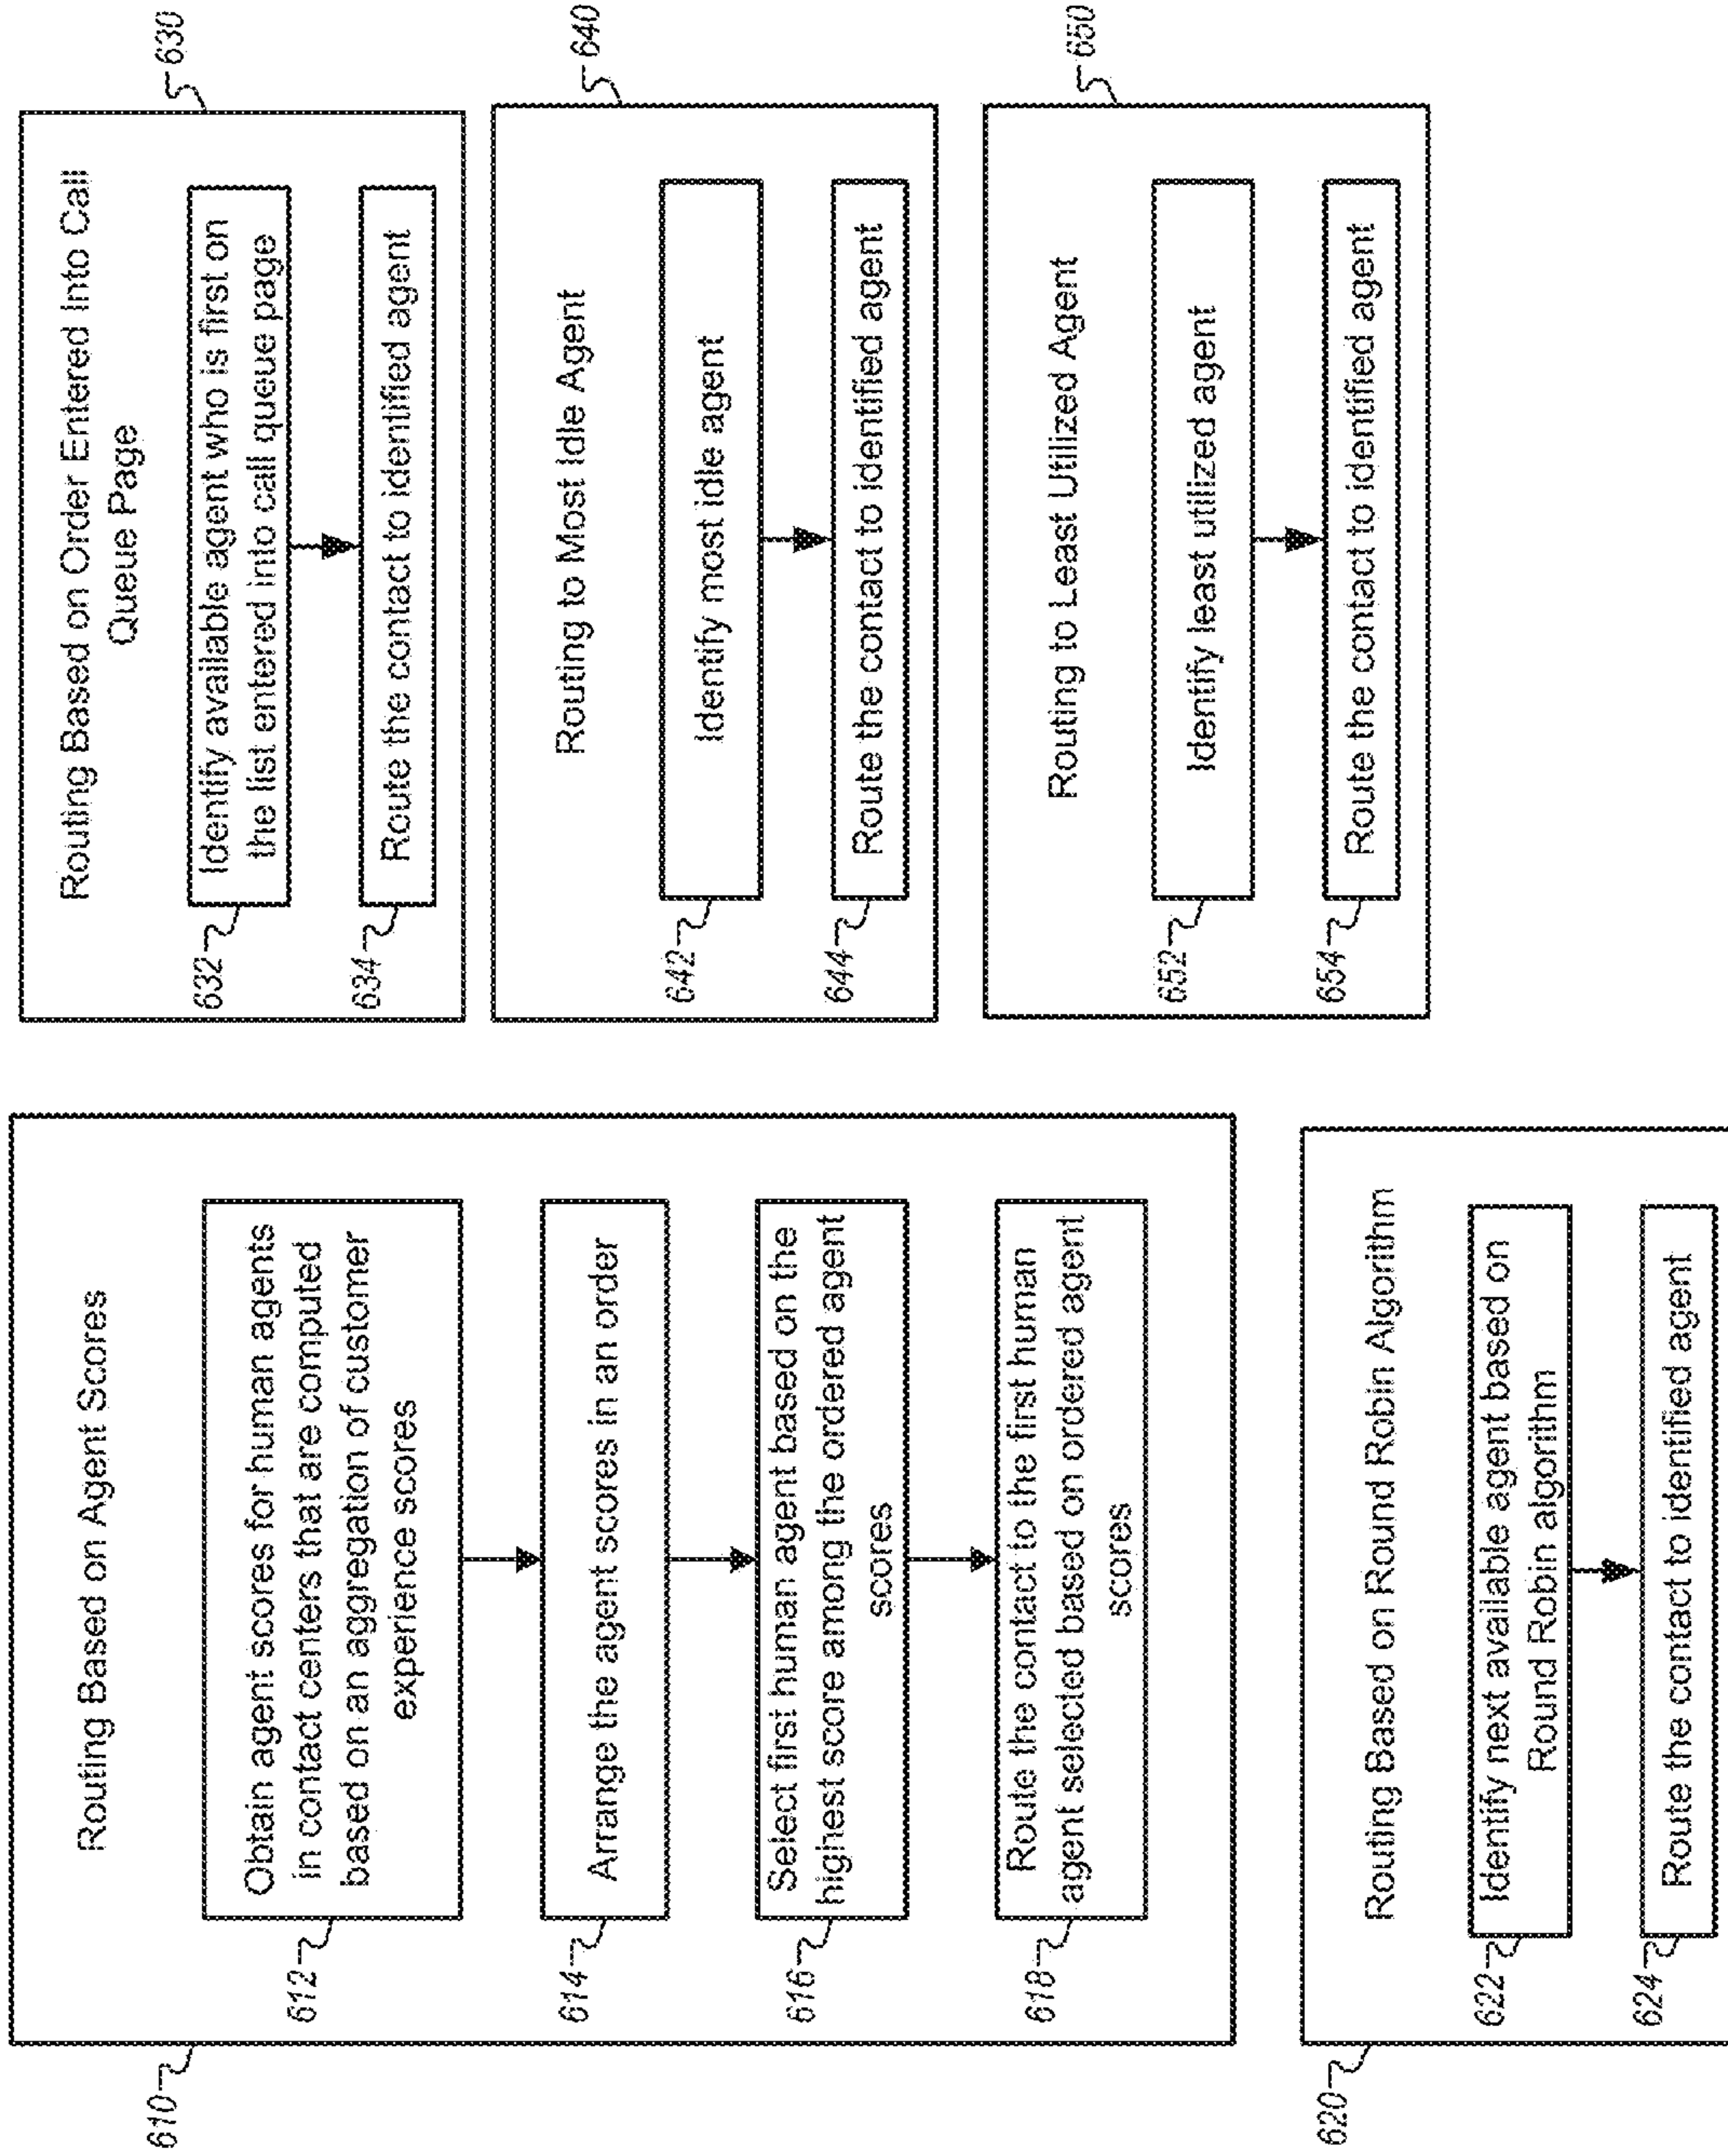 610
Routing Based on Agent Scores
612
Obtain agent scores for human agents
in contact centers that are computed
based on an aggregation of customer
experience scores
614
Arrange the agent scores in an order
616
Select first human agent based on the
highest score among the ordered agent
scores
618
Route the contact to the first human
agent selected based on ordered agent
scores
620
Routing Based on Round Robin Algorithm
622
Identify next available agent based on
Round Robin algorithm
624
Route the contact to identified agent
630
Routing Based on Order Entered Into Call
Queue Page
632
Identify available agent who is first on
the list entered into call queue page
634
Route the contact to identified agent
640
Routing to Most Idle Agent
642
Identify most idle agent
644
Route the contact to identified agent
650
Routing to Least Utilized Agent
652
Identify least utilized agent
654
Route the contact to identified agent